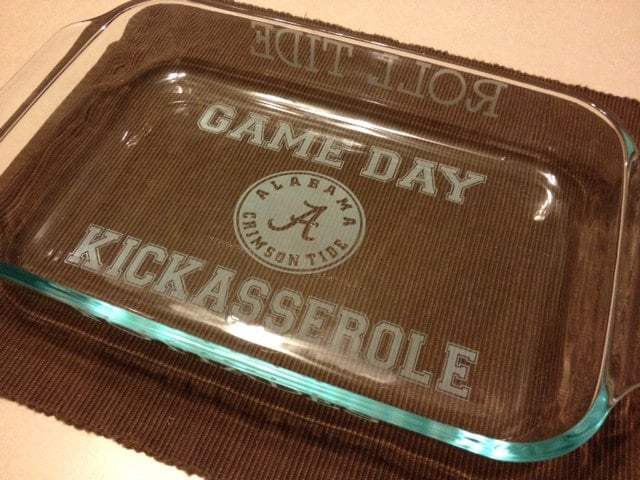 ROLL TIDE
GAME DAY
ALABAMA
A
CRIMSON TIDE
KICKASSEROLE